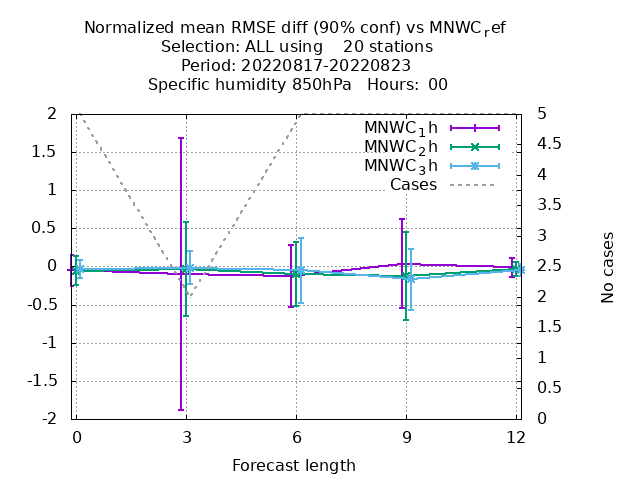 Normalized mean RMSE diff (90% conf) vs MNWC_ref
Selection: ALL using    20 stations
Period: 20220817-20220823
Specific humidity 850hPa   Hours:  00
MNWC_1h
MNWC_2h
MNWC_3h
Cases
2
1.5
1
0.5
0
-0.5
-1
-1.5
-2
5
4.5
4
3.5
3
2.5
2
1.5
1
0.5
0
No cases
0 3 6 9 12
Forecast length